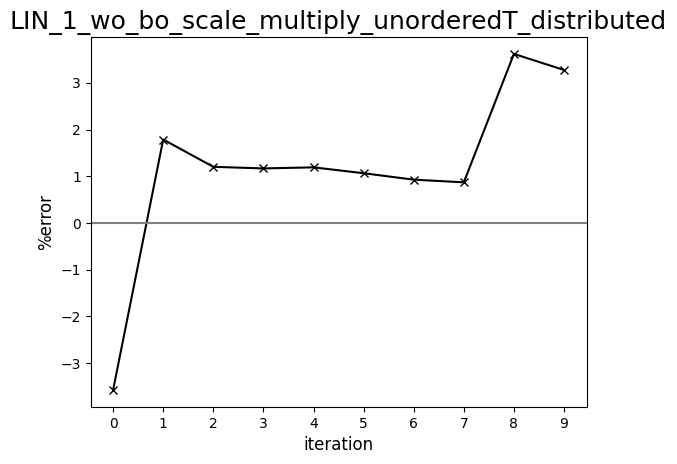 LIN_1_wo_bo_scale_multiply_unorderedT_distributed
3
2
1
0
−1
−2
−3
%error
0 1 2 3 4 5 6 7 8 9
iteration